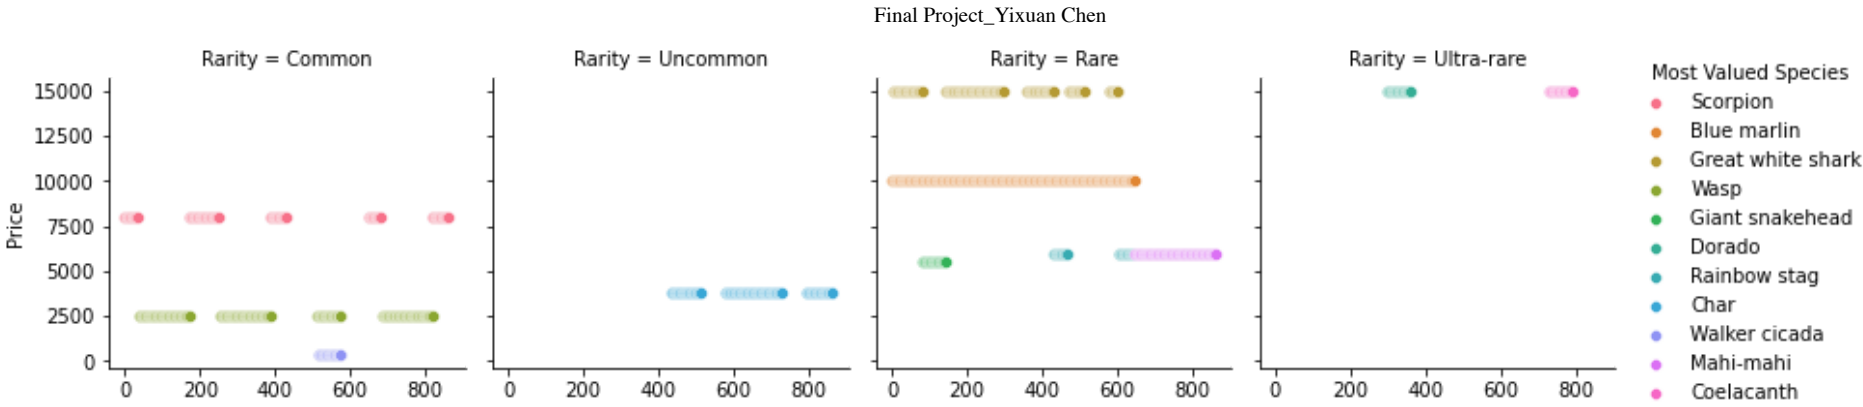 Final Project_Yixuan Chen
Rarity = Common
Rarity = Uncommon
Rarity = Rare
Rarity = Ultra-rare
Price
15000
12500
10000
7500
5000
2500
0
0 200 400 600 800
0 200 400 600 800
0 200 400 600 800
0 200 400 600 800
Most Valued Species
Scorpion
Blue marlin
Great white shark
Wasp
Giant snakehead
Dorado
Rainbow stag
Char
Walker cicada
Mahi-mahi
Coelacanth